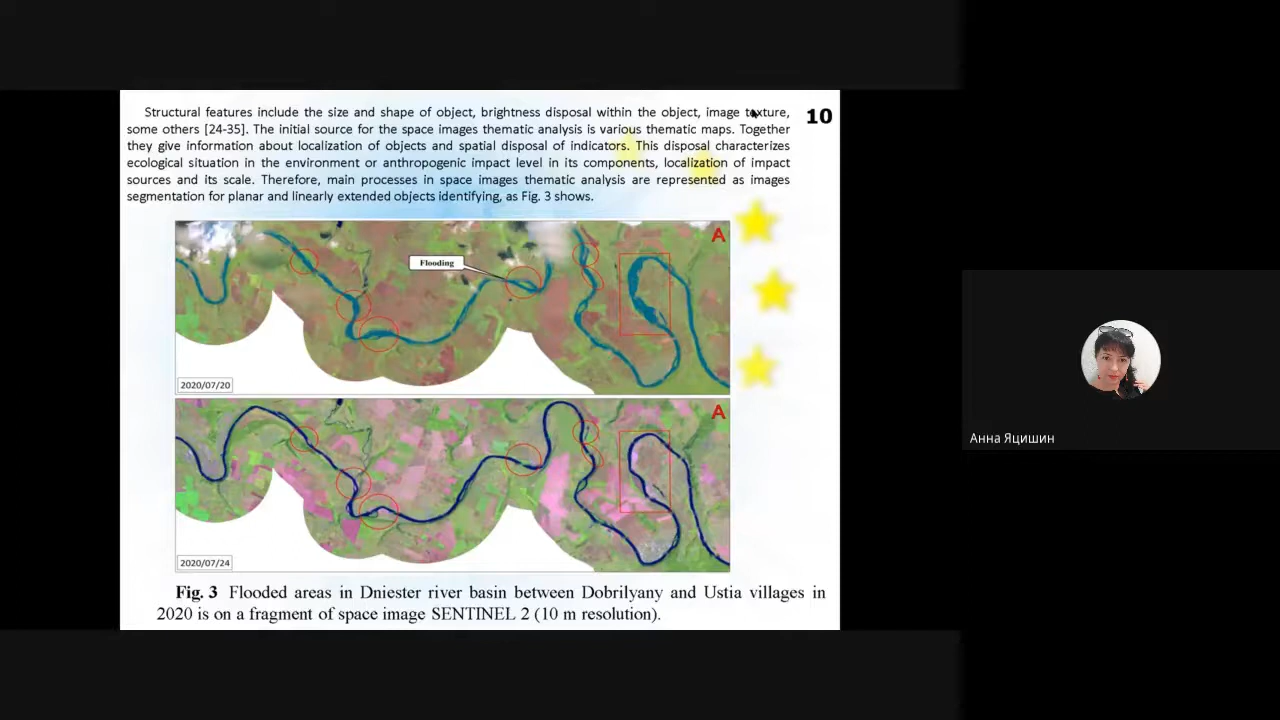 Structural features include the size and shape of object, brightness disposal within the object, image texture,
some others [24-35]. The initial source for the space images thematic analysis is various thematic maps. Together
they give information about localization of objects and spatial disposal of indicators. This disposal characterizes
ecological situation in the environment or anthropogenic impact level in its components, localization of impact
sources and its scale. Therefore, main processes in space images thematic analysis are represented as images
segmentation for planar and linearly extended objects identifying, as Fig. 3 shows.
10
A
Flooding
2020/07/20
A
2020/07/24
Fig. 3 Flooded areas in Dniester river basin between Dobrilyany and Ustia villages in
2020 is on a fragment of space image SENTINEL 2 (10 m resolution).
Анна Яцишин